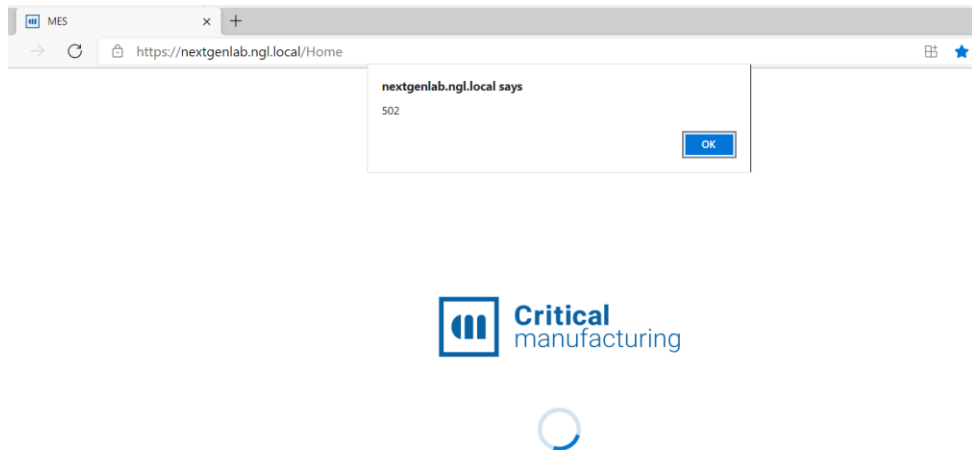 MES
https://nextgenlab.ngl.local/Home
nextgenlab.ngl.local says
502
OK
Critical
manufacturing